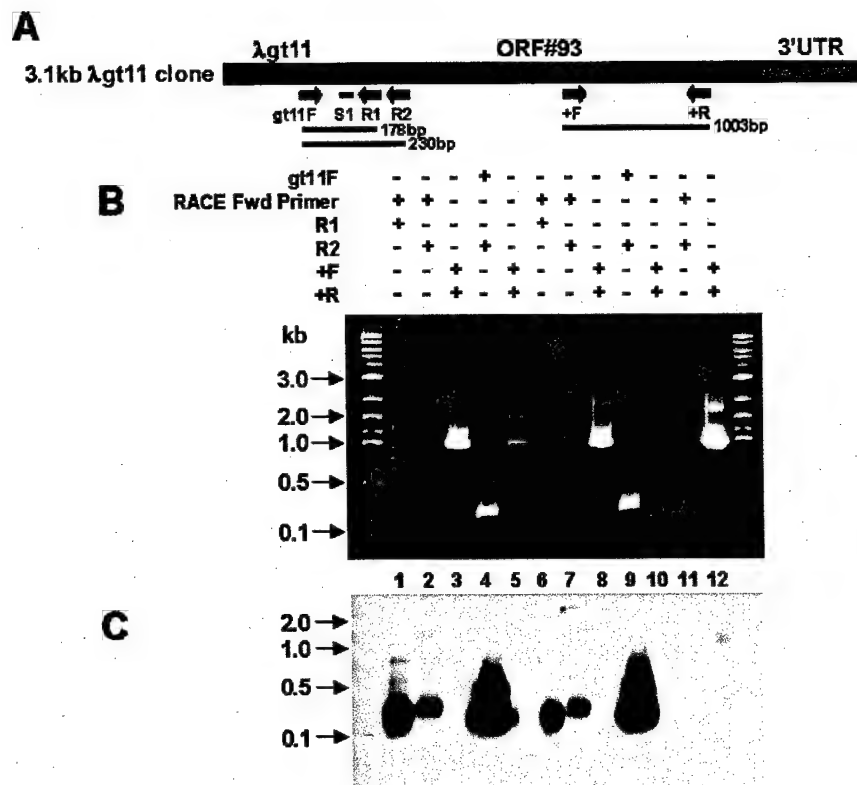 A
λgt11 ORF#93 3'UTR
3.1kb λgt11 clone
gt11F S1 R1 R2 +F +R
178bp 1003bp
230bp
B
gt11F - - - + - - - - + - - -
RACE Fwd Primer + + - - - + + - - - + -
R1 + - - - - + - - - - - -
R2 - + - + - - + - + - + -
+F - - + - + - - + - + - +
+R - - + - + - - + - + - +
kb
3.0
2.0
1.0
0.5
0.1
1 2 3 4 5 6 7 8 9 10 11 12
C
2.0
1.0
0.5
0.1